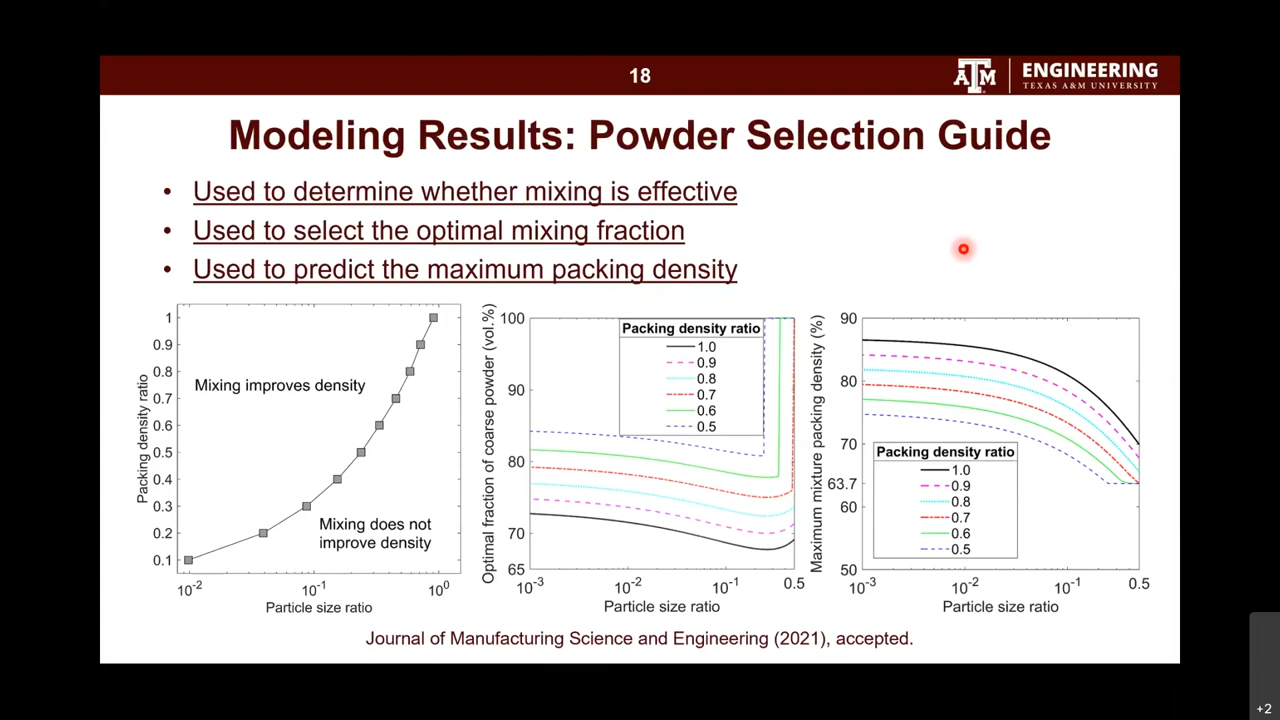 18
ATM
ENGINEERING
TEXAS A&M UNIVERSITY
Modeling Results: Powder Selection Guide
• Used to determine whether mixing is effective
• Used to select the optimal mixing fraction
• Used to predict the maximum packing density
Packing density ratio
1
0.9
0.8
0.7
0.6
0.5
0.4
0.3
0.2
0.1
Mixing improves density
Mixing does not
improve density
10-2
10-1
100
Particle size ratio
Optimal fraction of coarse powder (vol.%)
100
90
80
70
65
Packing density ratio
1.0
0.9
0.8
0.7
0.6
0.5
10-3
10-2
10-1
0.5
Particle size ratio
Maximum mixture packing density (%)
90
80
70
63.7
60
50
Packing density ratio
1.0
0.9
0.8
0.7
0.6
0.5
10-3
10-2
10-1
0.5
Particle size ratio
Journal of Manufacturing Science and Engineering (2021), accepted.
+2